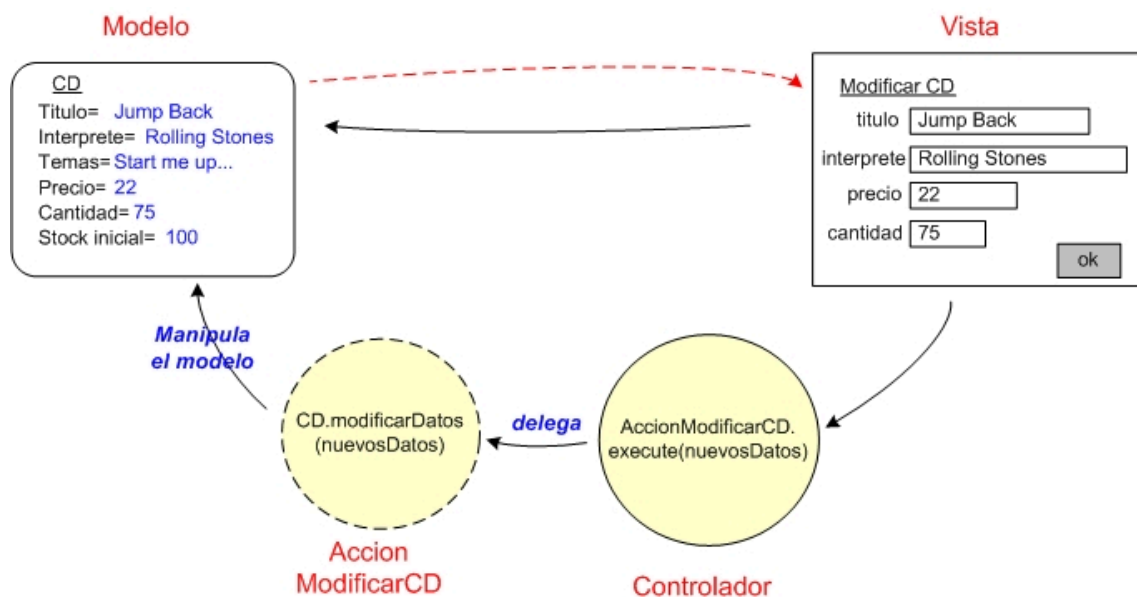 Modelo
Vista
CD
Titulo= Jump Back
Interprete= Rolling Stones
Temas= Start me up...
Precio= 22
Cantidad= 75
Stock inicial= 100
Modificar CD
titulo Jump Back
interprete Rolling Stones
precio 22
cantidad 75
ok
Manipula
el modelo
CD.modificarDatos
(nuevosDatos)
delega
AccionModificarCD.
execute(nuevosDatos)
Accion
ModificarCD
Controlador